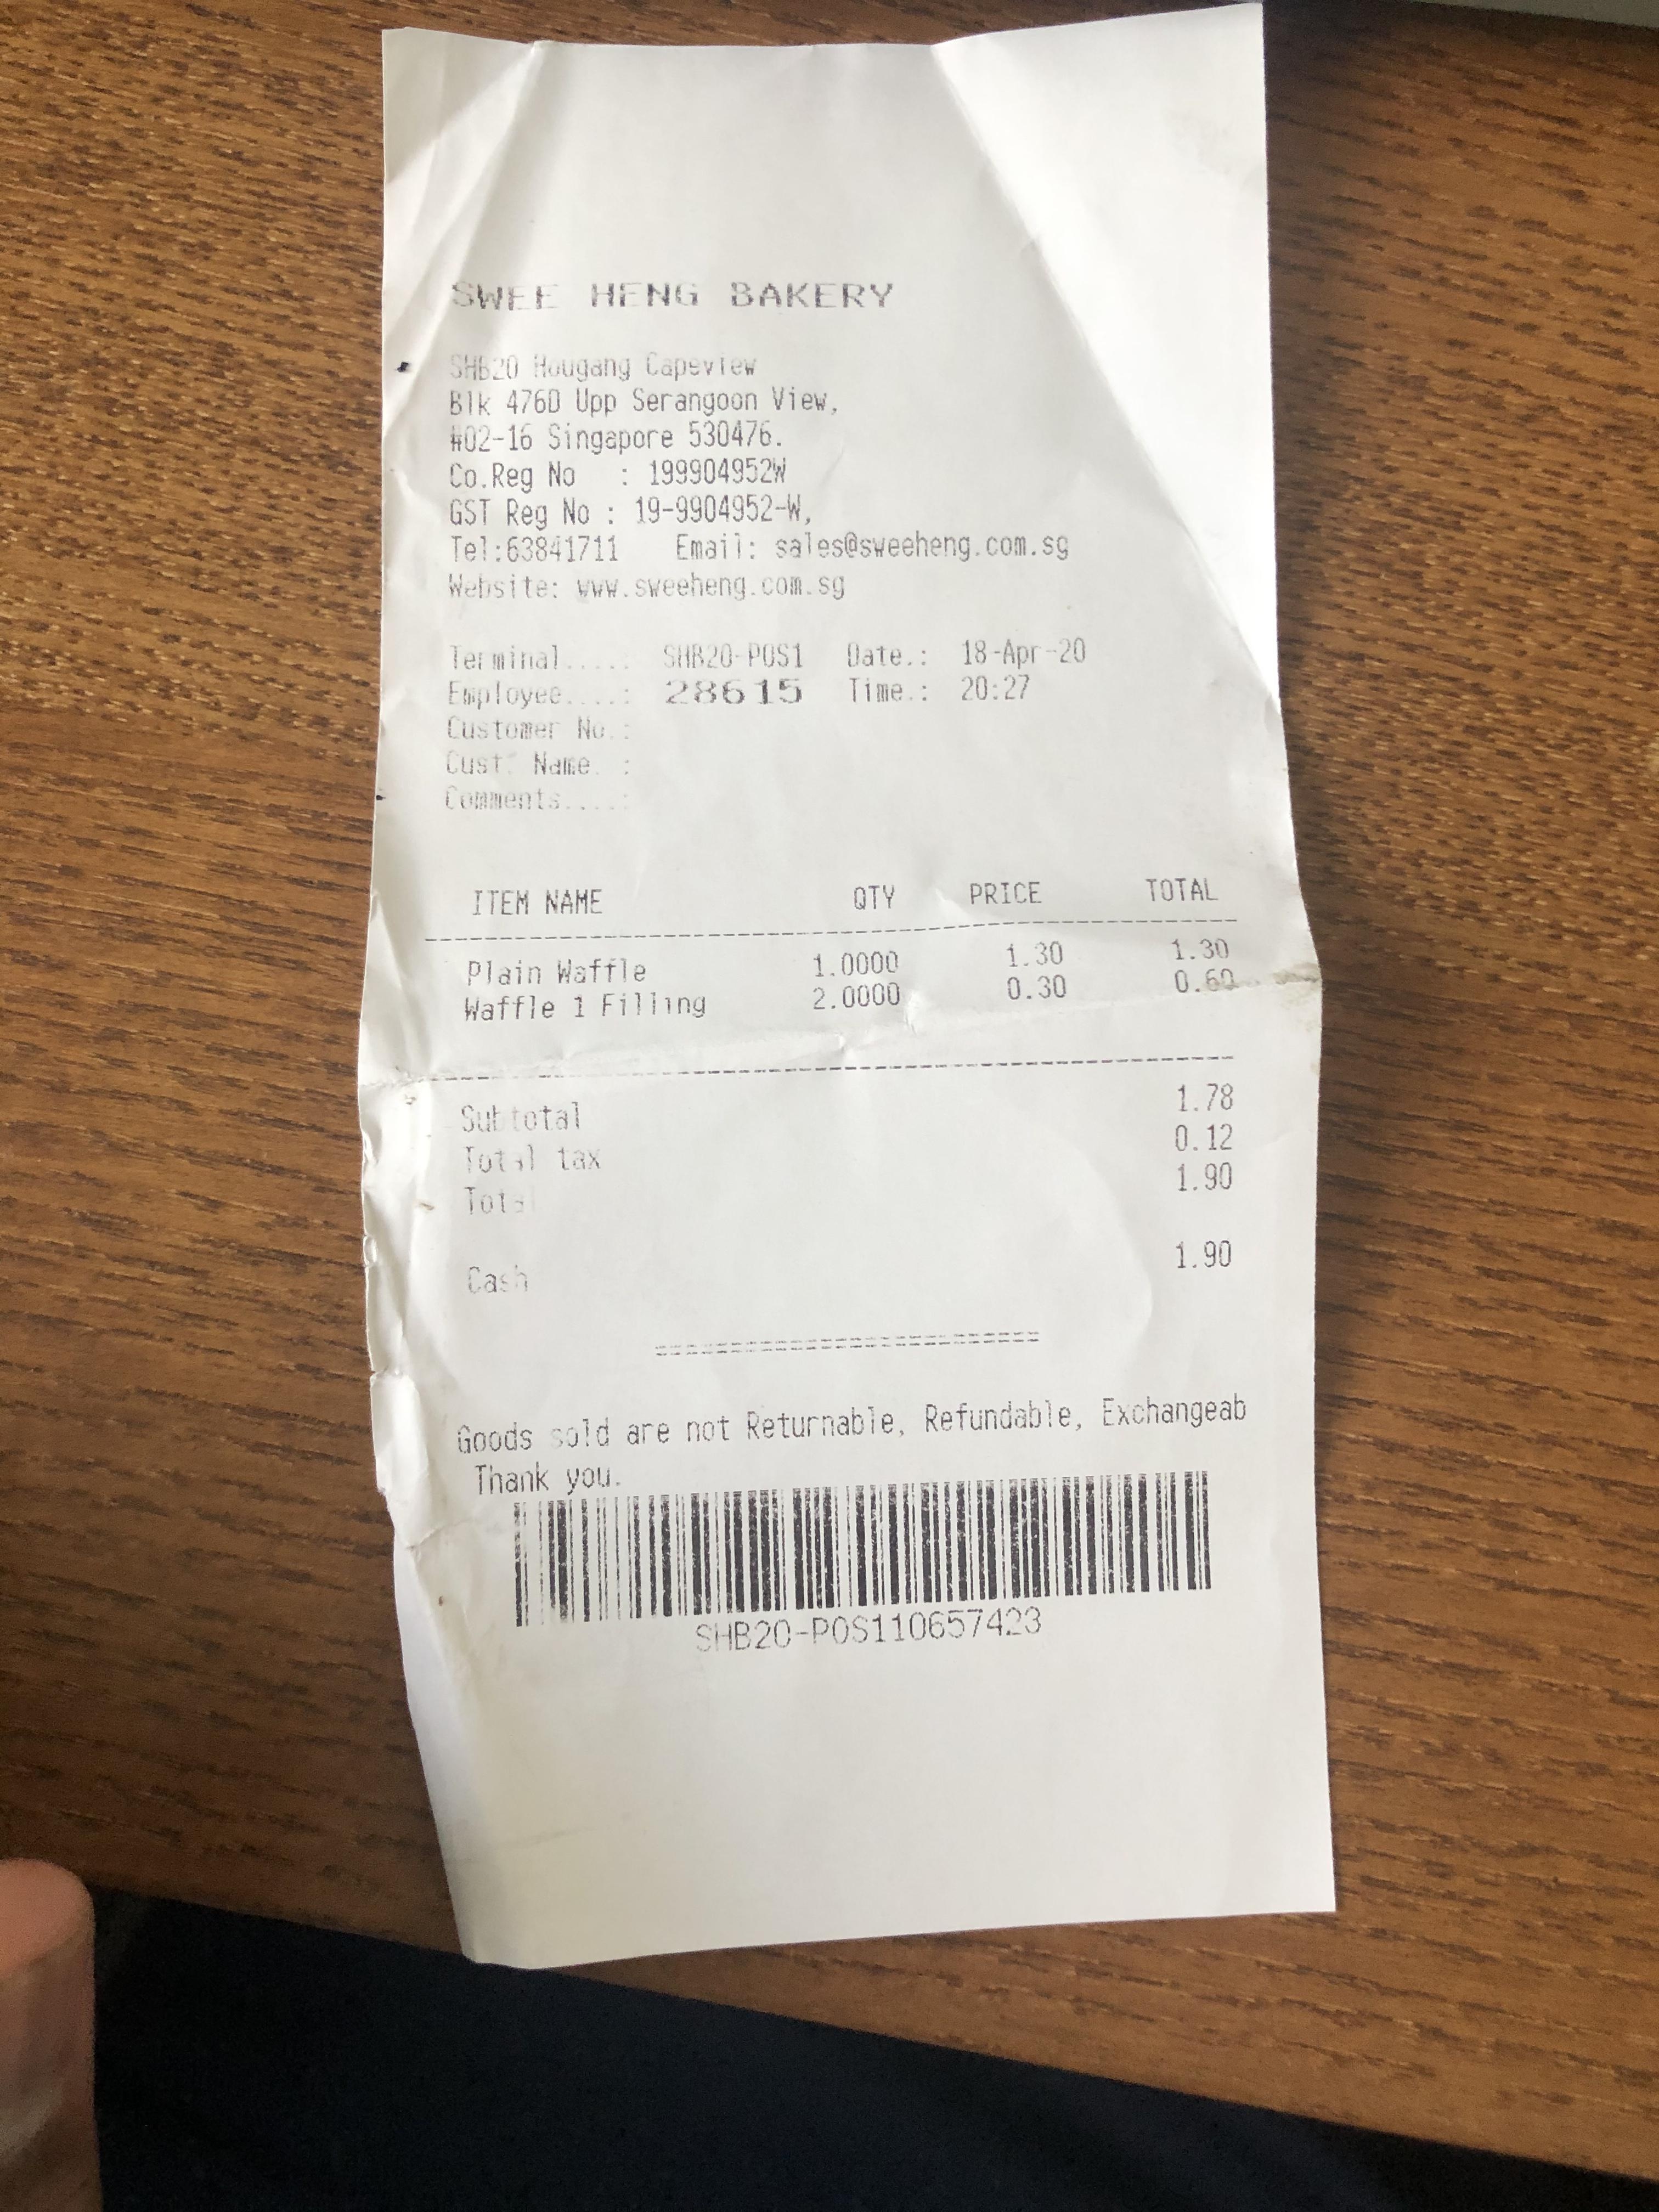 SWEE HENG BAKERY
SHB20 Hougang Capeview
Blk 476D Upp Serangoon View,
#02-16 Singapore 530476.
Co.Reg No : 199904952W
GST Reg No : 19-9904952-W,
Tel:63841711 Email: sales@sweeheng.com.sg
Website: www.sweeheng.com.sg
Terminal.....: SHB20-POS1 Date.: 18-Apr-20
Employee....: 28615 Time.: 20:27
Customer No.:
Cust. Name. :
Comments....:
ITEM NAME QTY PRICE TOTAL
Plain Waffle 1.0000 1.30 1.30
Waffle 1 Filling 2.0000 0.30 0.60
Subtotal 1.78
Total tax 0.12
Total 1.90
Cash 1.90
Goods sold are not Returnable, Refundable, Exchangeab
Thank you.
SHB20-POS110657423